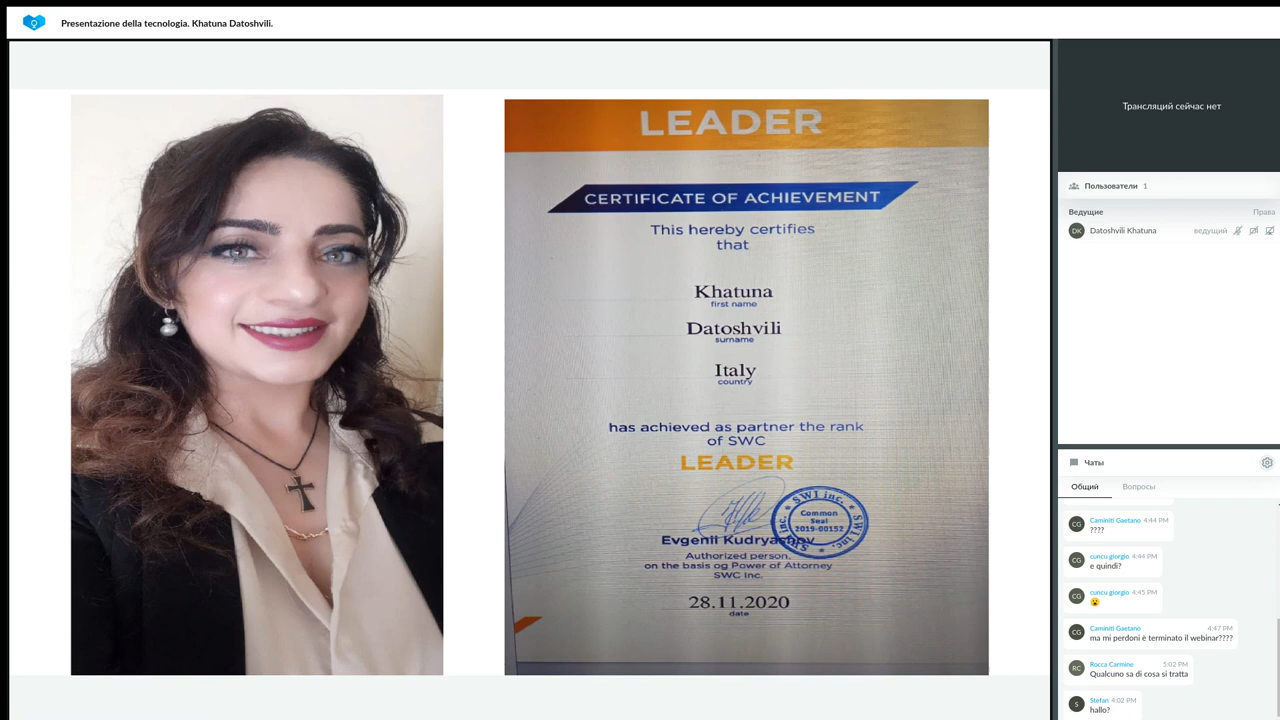 Presentazione della tecnologia. Khatuna Datoshvili.
LEADER
CERTIFICATE OF ACHIEVEMENT
This hereby certifies
that
Khatuna
first name
Datoshvili
surname
Italy
country
has achieved as partner the rank
of SWC
LEADER
SWI inc.
Common
Seal
2019-00152
SWI inc.
Evgenii Kudryashov
Authorized person,
on the basis og Power of Attorney
SWC Inc.
28.11.2020
date
Трансляций сейчас нет
Пользователи 1
Ведущие Права
DK Datoshvili Khatuna ведущий
Чаты
Общий Вопросы
CG Caminiti Gaetano 4:44 PM
????
CG cuncu giorgio 4:44 PM
e quindi?
CG cuncu giorgio 4:45 PM
CG Caminiti Gaetano 4:47 PM
ma mi perdoni è terminato il webinar????
RC Rocca Carmine 5:02 PM
Qualcuno sa di cosa si tratta
S Stefan 4:02 PM
hallo?